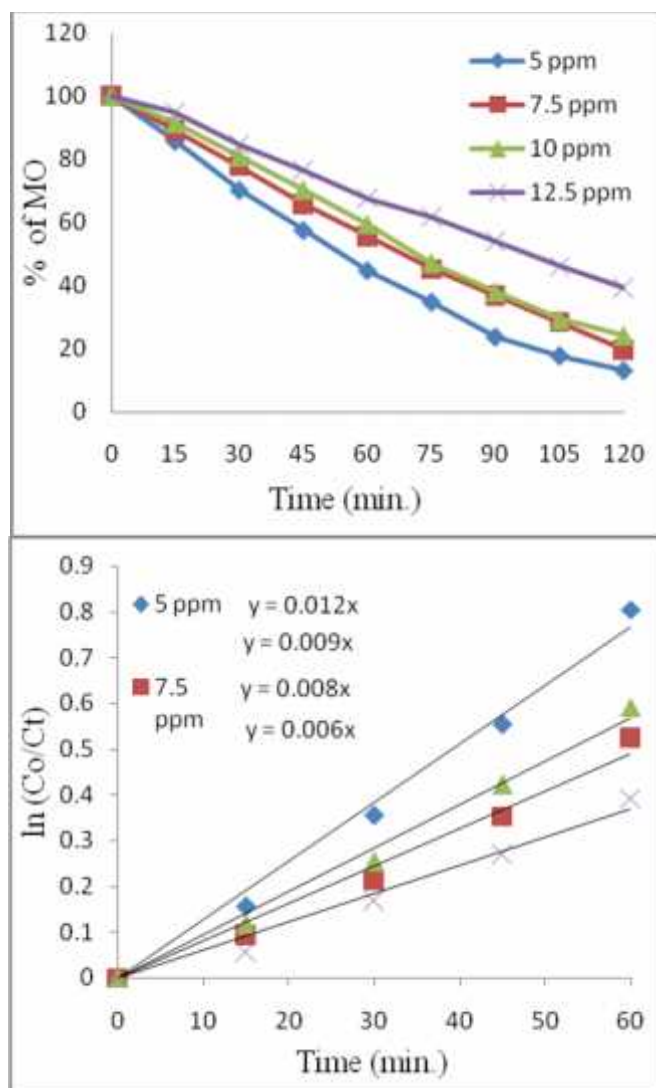 120
100
80
60
40
20
0
% of MO
5 ppm
7.5 ppm
10 ppm
12.5 ppm
0 15 30 45 60 75 90 105 120
Time (min.)
0.9
0.8
0.7
0.6
0.5
0.4
0.3
0.2
0.1
0
ln (Co/Ct)
5 ppm y = 0.012x
y = 0.009x
7.5 y = 0.008x
ppm y = 0.006x
0 10 20 30 40 50 60
Time (min.)